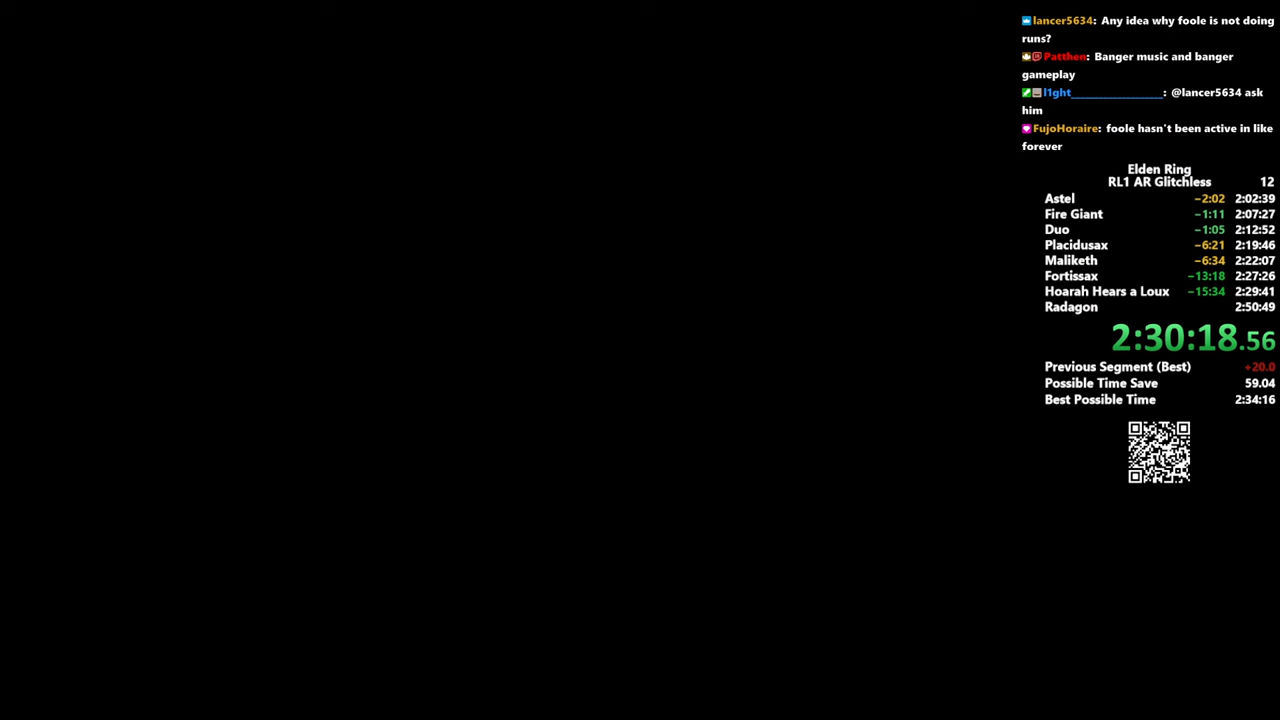 lancer5634: Any idea why foole is not doing
runs?
Patthen: Banger music and banger
gameplay
l1ght__________________: @lancer5634 ask
him
FujoHoraire: foole hasn't been active in like
forever
Elden Ring
RL1 AR Glitchless 12
Astel −2:02 2:02:39
Fire Giant −1:11 2:07:27
Duo −1:05 2:12:52
Placidusax −6:21 2:19:46
Maliketh −6:34 2:22:07
Fortissax −13:18 2:27:26
Hoarah Hears a Loux −15:34 2:29:41
Radagon 2:50:49
2:30:18.56
Previous Segment (Best) +20.0
Possible Time Save 59.04
Best Possible Time 2:34:16